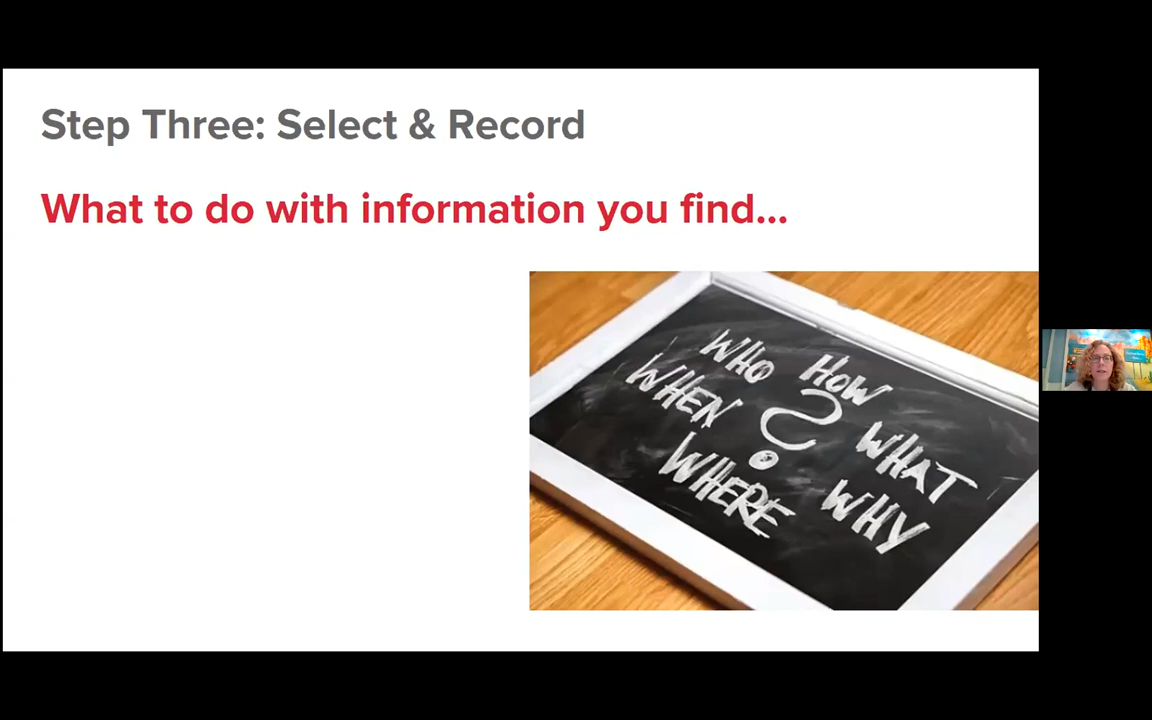 Step Three: Select & Record
What to do with information you find...
WHO HOW
WHEN ? WHAT
WHERE WHY